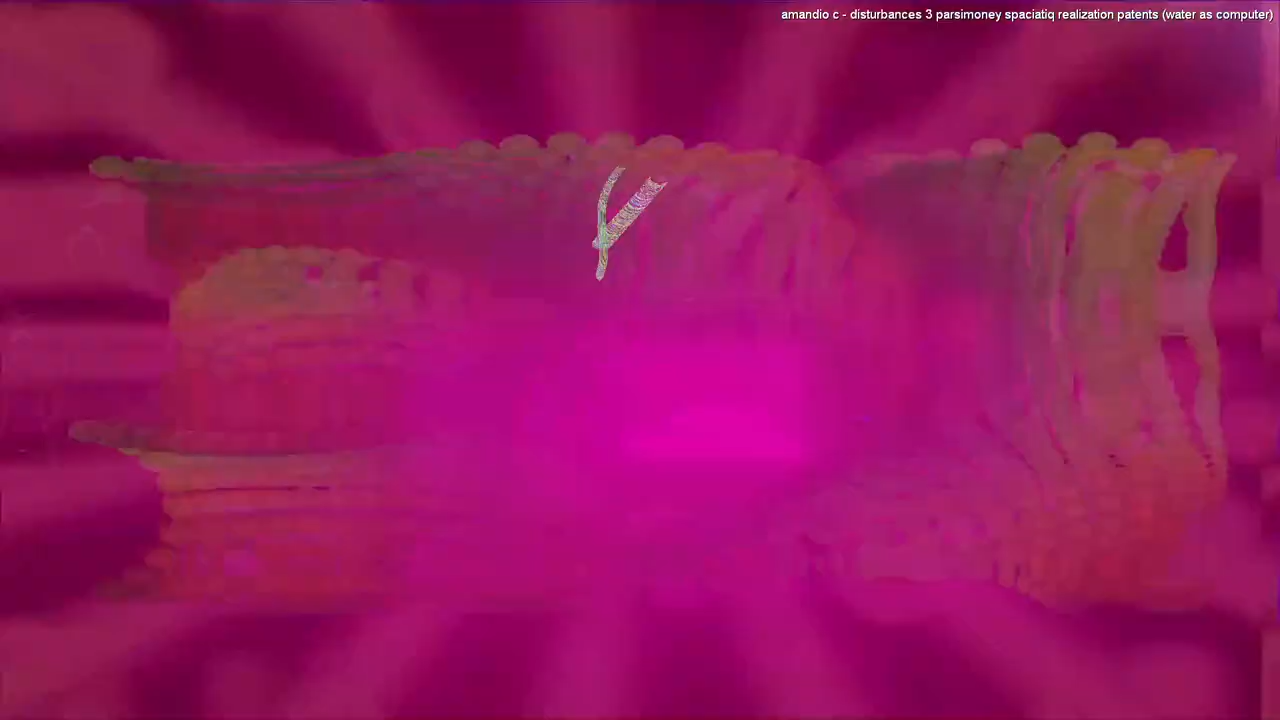 amandio c - disturbances 3 parsimoney spaciatiq realization patents (water as computer)